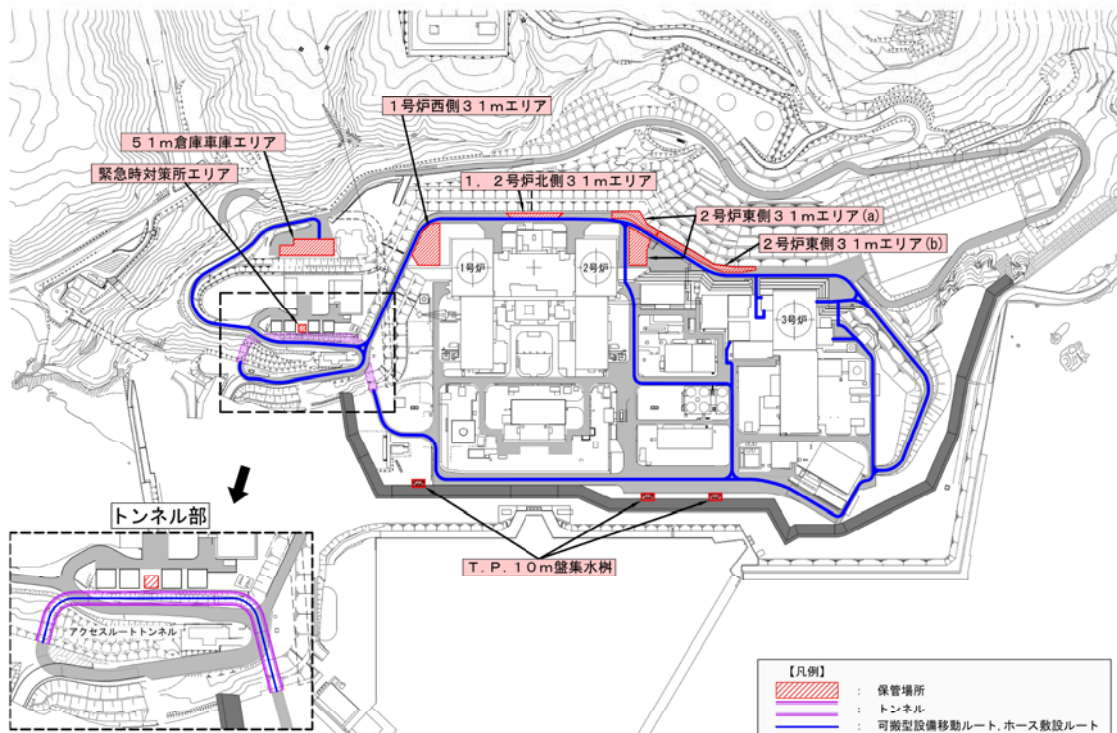 1号炉西側31mエリア
51m倉庫車庫エリア
緊急時対策所エリア
1,2号炉北側31mエリア
2号炉東側31mエリア(a)
2号炉東側31mエリア(b)
1号炉
2号炉
3号炉
T.P.10m盤集水桝
トンネル部
アクセスルートトンネル
【凡例】
: 保管場所
: トンネル
: 可搬型設備移動ルート,ホース敷設ルート